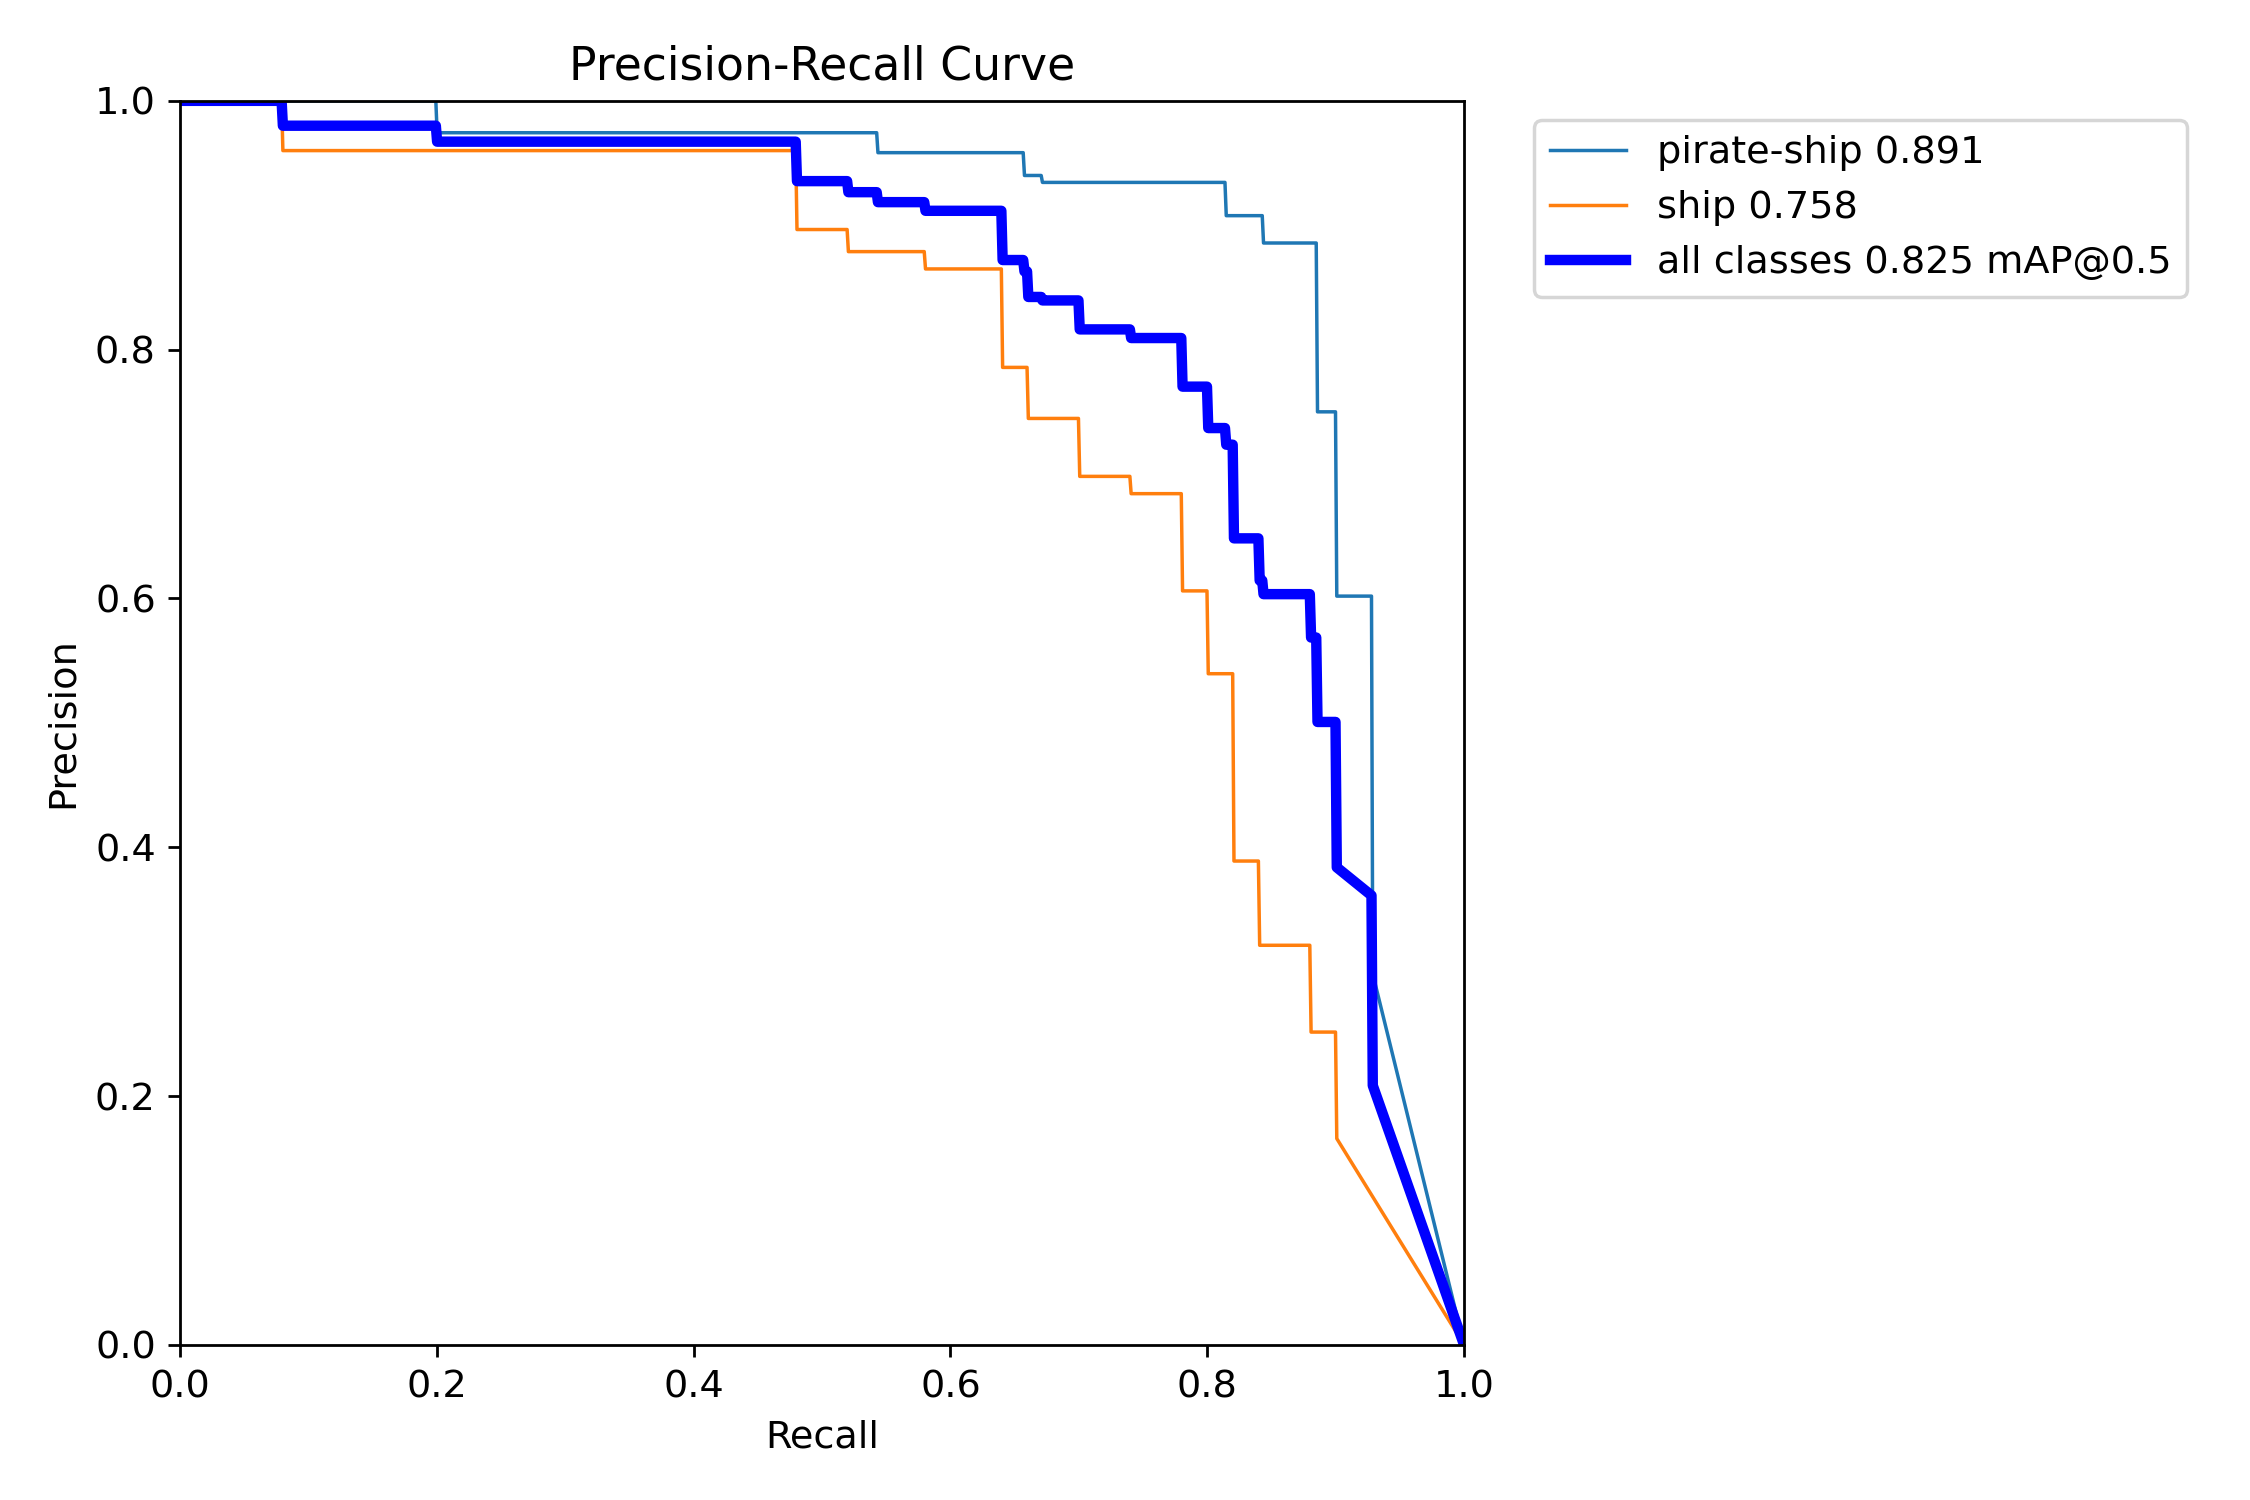 Precision-Recall Curve
pirate-ship 0.891
ship 0.758
all classes 0.825 mAP@0.5
1.0
0.8
0.6
0.4
0.2
0.0
Precision
0.0 0.2 0.4 0.6 0.8 1.0
Recall